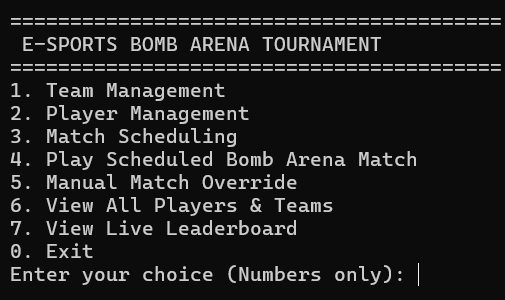 =========================================
E-SPORTS BOMB ARENA TOURNAMENT
=========================================
1. Team Management
2. Player Management
3. Match Scheduling
4. Play Scheduled Bomb Arena Match
5. Manual Match Override
6. View All Players & Teams
7. View Live Leaderboard
0. Exit
Enter your choice (Numbers only):